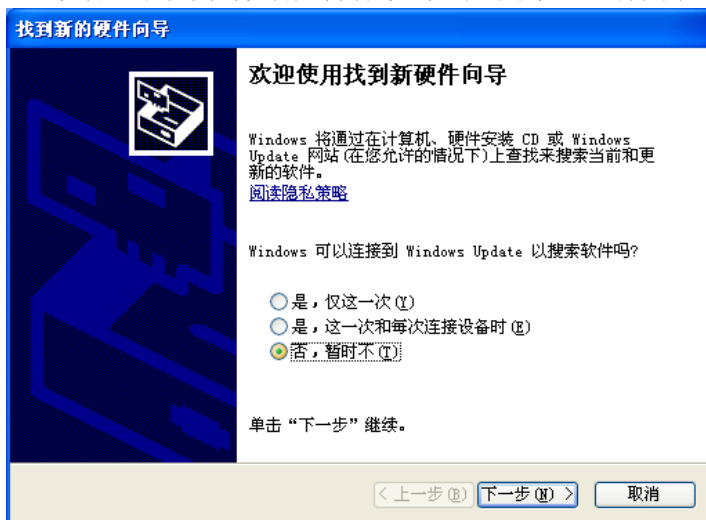 找到新的硬件向导
欢迎使用找到新硬件向导
Windows 将通过在计算机、硬件安装 CD 或 Windows
Update 网站(在您允许的情况下)上查找来搜索当前和更
新的软件。
阅读隐私策略
Windows 可以连接到 Windows Update 以搜索软件吗?
是，仅这一次(Y)
是，这一次和每次连接设备时(E)
否，暂时不(T)
单击“下一步”继续。
< 上一步(B) 下一步(N) > 取消